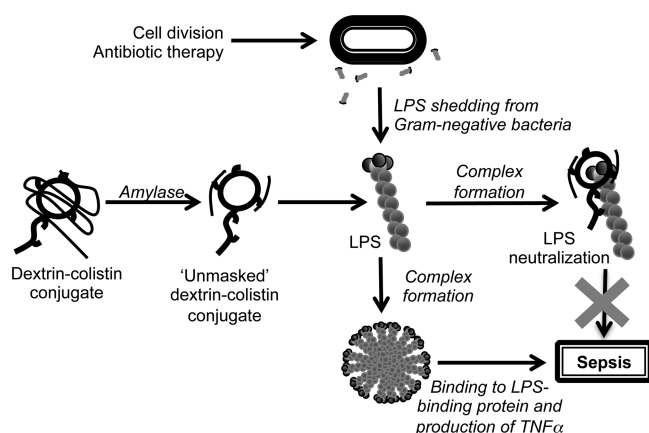 Cell division
Antibiotic therapy
LPS shedding from
Gram-negative bacteria
Amylase
Complex
formation
LPS
LPS
neutralization
Dextrin-colistin
conjugate
'Unmasked'
dextrin-colistin
conjugate
Complex
formation
Sepsis
Binding to LPS-
binding protein and
production of TNFα